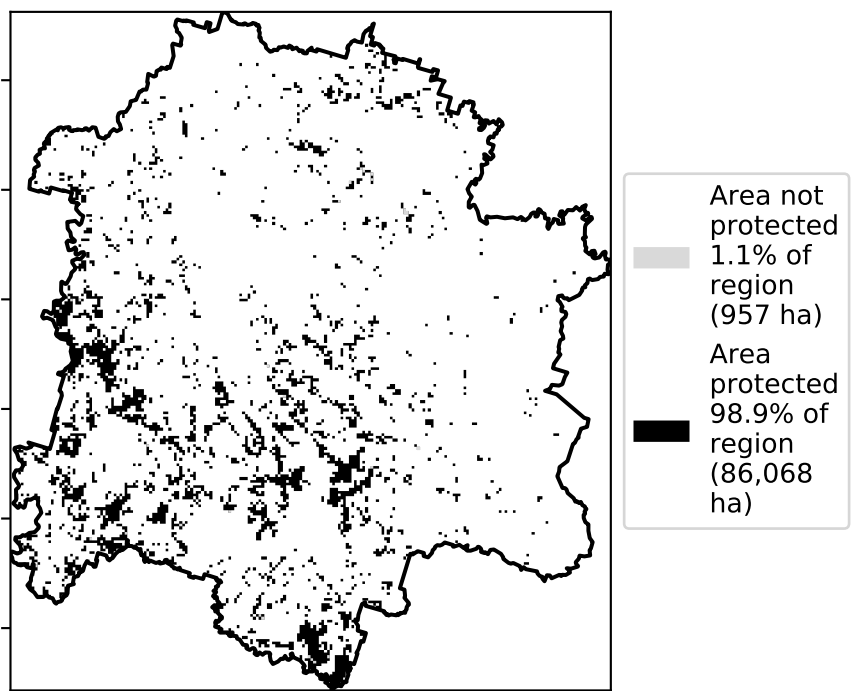 Area not
protected
1.1% of
region
(957 ha)
Area
protected
98.9% of
region
(86,068
ha)